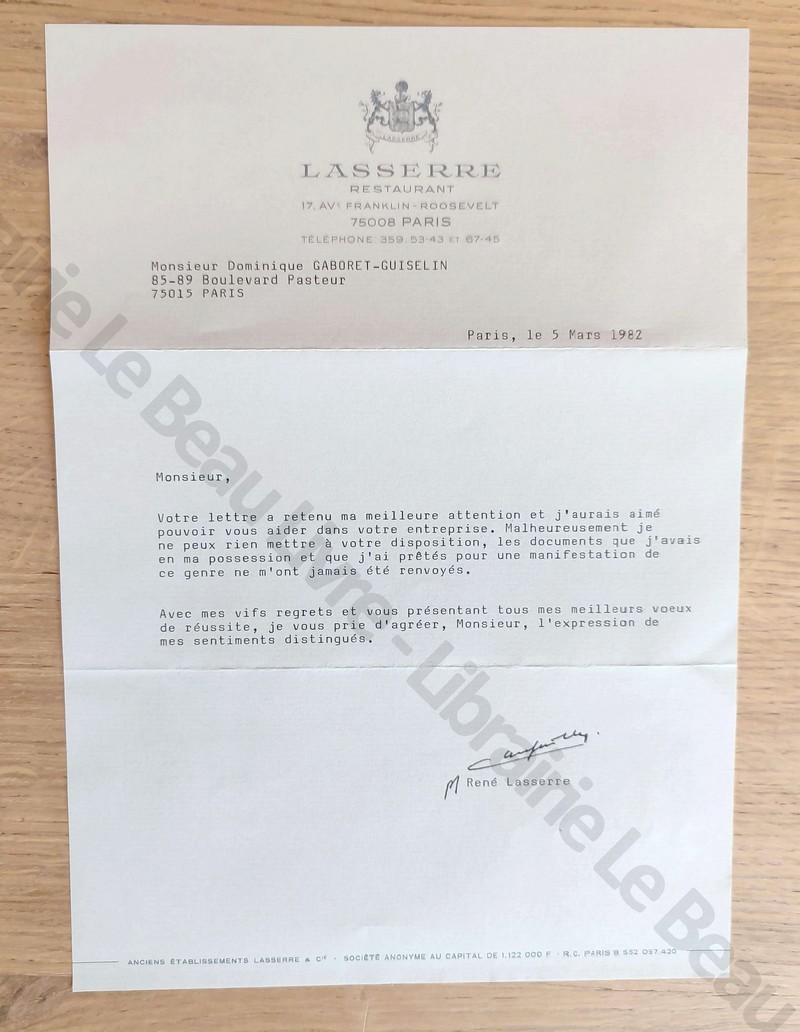 LASSERRE
LASSERRE
RESTAURANT
17, AVE FRANKLIN-ROOSEVELT
75008 PARIS
TÉLÉPHONE: 359.53-43 ET 67-45
Monsieur Dominique GABORET-GUISELIN
85-89 Boulevard Pasteur
75015 PARIS
Paris, le 5 Mars 1982
Monsieur,
Votre lettre a retenu ma meilleure attention et j'aurais aimé
pouvoir vous aider dans votre entreprise. Malheureusement je
ne peux rien mettre à votre disposition, les documents que j'avais
en ma possession et que j'ai prêtés pour une manifestation de
ce genre ne m'ont jamais été renvoyés.
Avec mes vifs regrets et vous présentant tous mes meilleurs voeux
de réussite, je vous prie d'agréer, Monsieur, l'expression de
mes sentiments distingués.
René Lasserre
ANCIENS ÉTABLISSEMENTS LASSERRE & Cie - SOCIÉTÉ ANONYME AU CAPITAL DE 1.122 000 F - R.C. PARIS B 552 057 420
Librairie Le Beau Livre - Librairie Le Beau